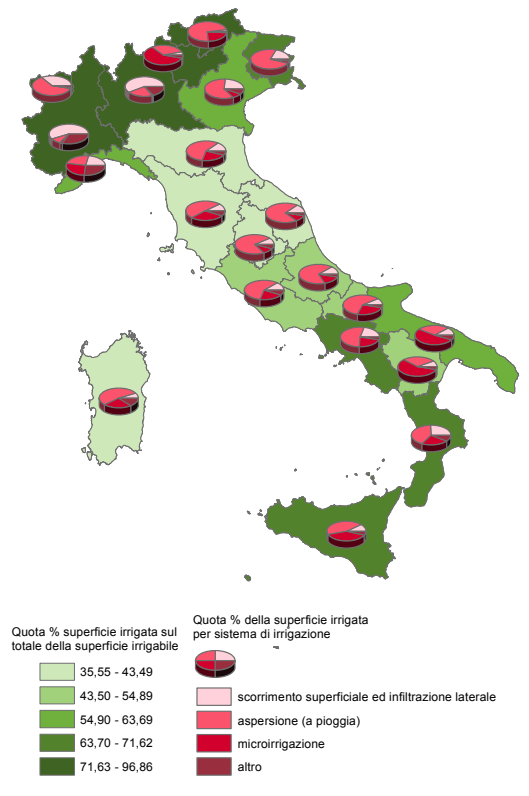 Quota % superficie irrigata sul
totale della superficie irrigabile
35,55 - 43,49
43,50 - 54,89
54,90 - 63,69
63,70 - 71,62
71,63 - 96,86
Quota % della superficie irrigata
per sistema di irrigazione
scorrimento superficiale ed infiltrazione laterale
aspersione (a pioggia)
microirrigazione
altro